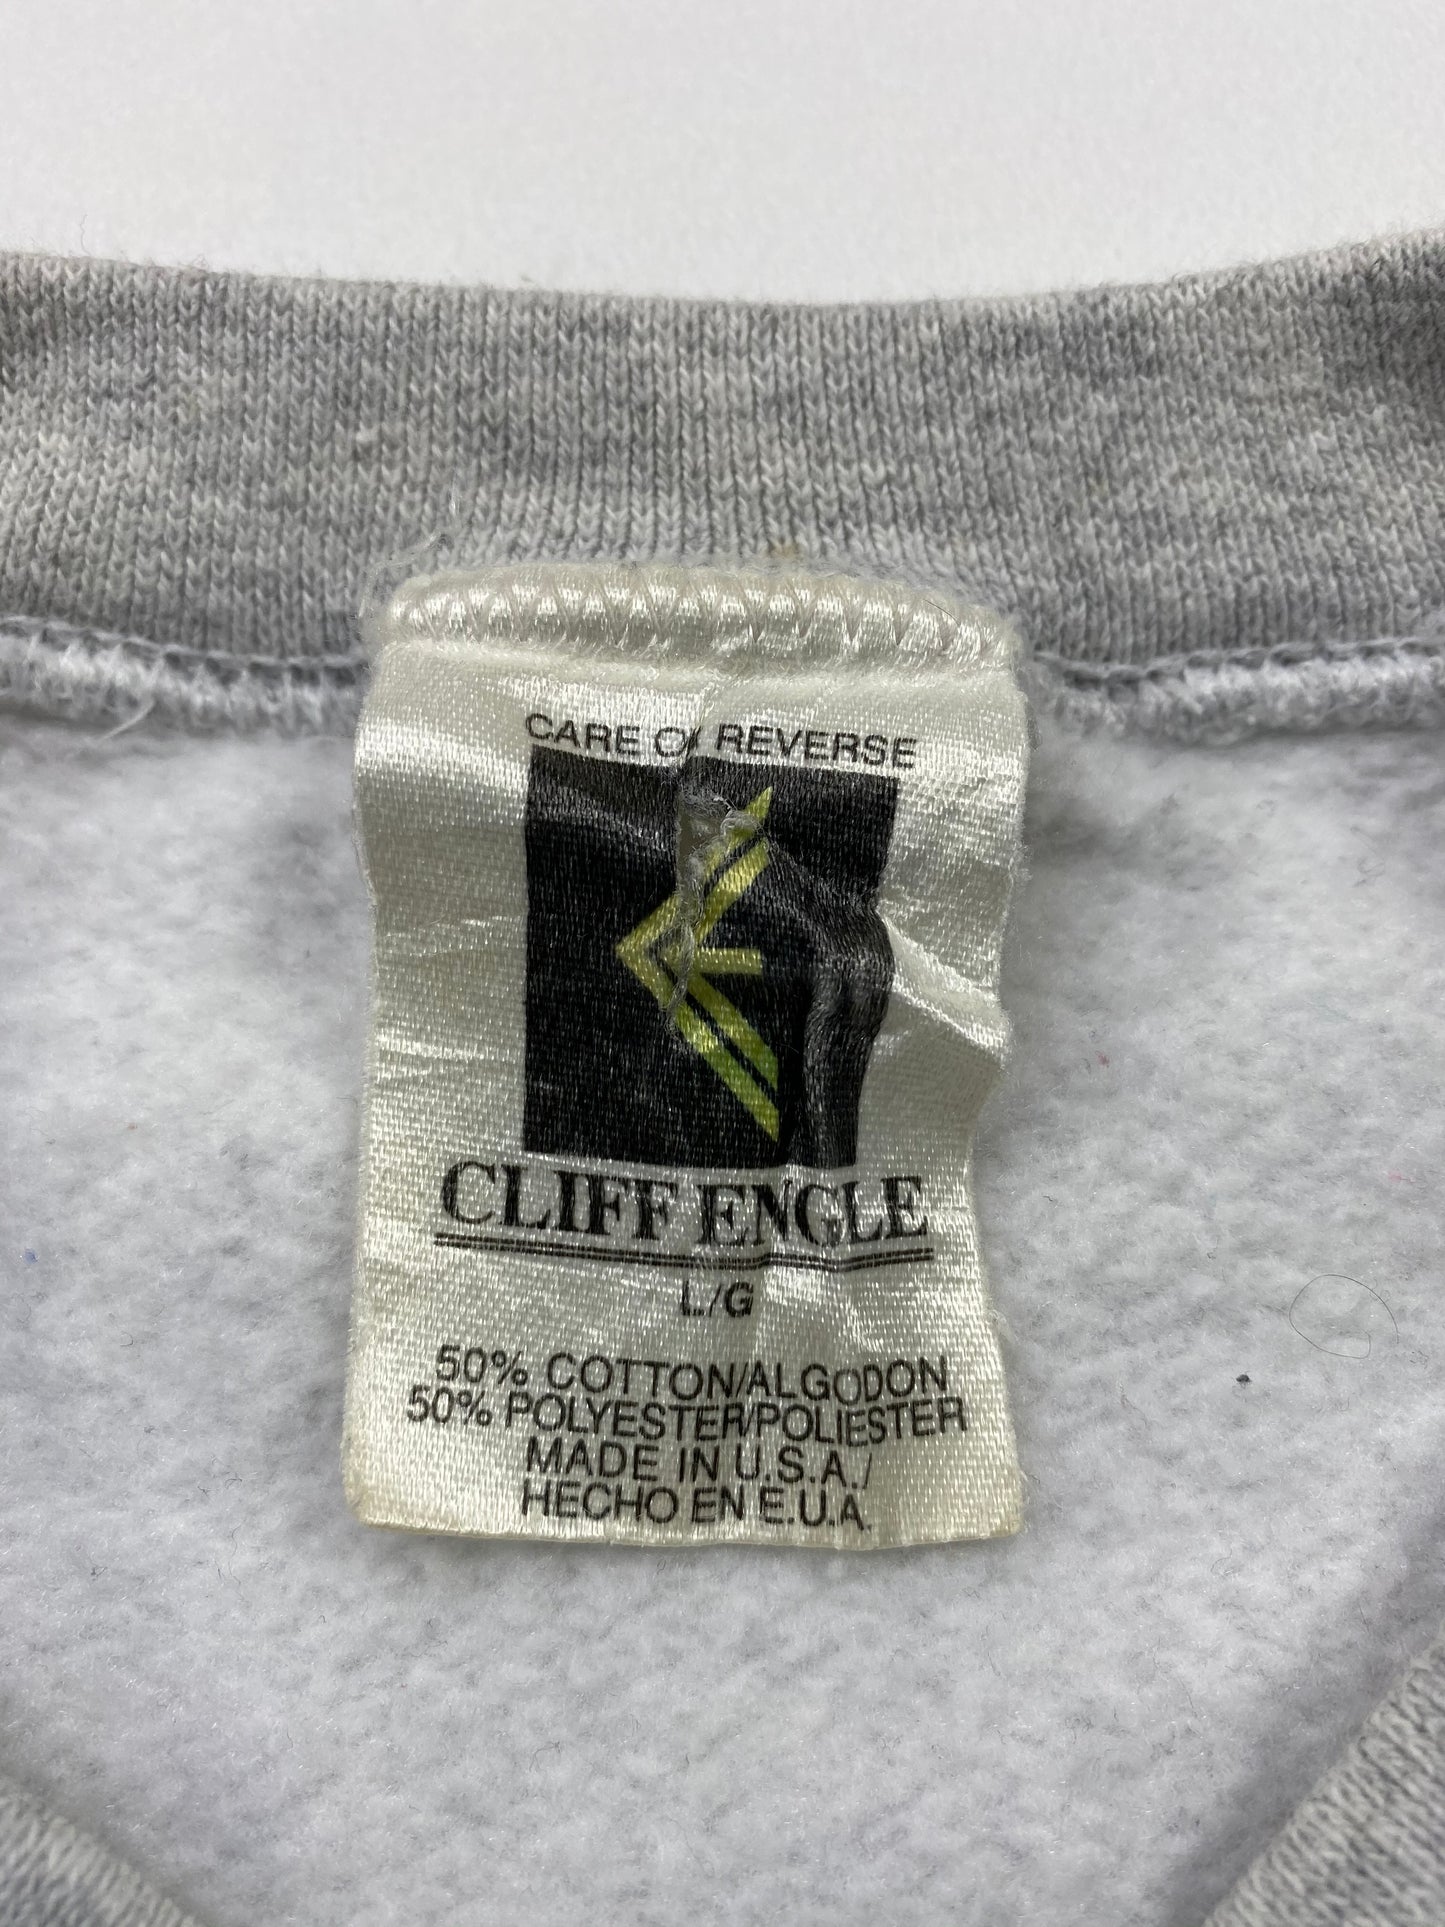 CARE ON REVERSE
CLIFF ENGLE
L/G
50% COTTON/ALGODON
50% POLYESTER/POLIESTER
MADE IN U.S.A./
HECHO EN E.U.A.